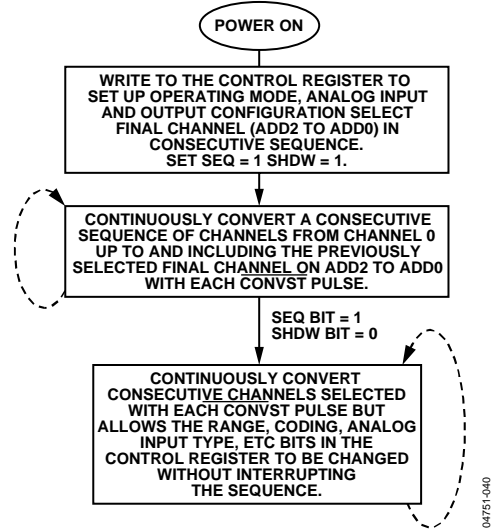 POWER ON
WRITE TO THE CONTROL REGISTER TO
SET UP OPERATING MODE, ANALOG INPUT
AND OUTPUT CONFIGURATION SELECT
FINAL CHANNEL (ADD2 TO ADD0) IN
CONSECUTIVE SEQUENCE.
SET SEQ = 1 SHDW = 1.
CONTINUOUSLY CONVERT A CONSECUTIVE
SEQUENCE OF CHANNELS FROM CHANNEL 0
UP TO AND INCLUDING THE PREVIOUSLY
SELECTED FINAL CHANNEL ON ADD2 TO ADD0
WITH EACH CONVST PULSE.
SEQ BIT = 1
SHDW BIT = 0
CONTINUOUSLY CONVERT
CONSECUTIVE CHANNELS SELECTED
WITH EACH CONVST PULSE BUT
ALLOWS THE RANGE, CODING, ANALOG
INPUT TYPE, ETC BITS IN THE
CONTROL REGISTER TO BE CHANGED
WITHOUT INTERRUPTING
THE SEQUENCE.
04751-040